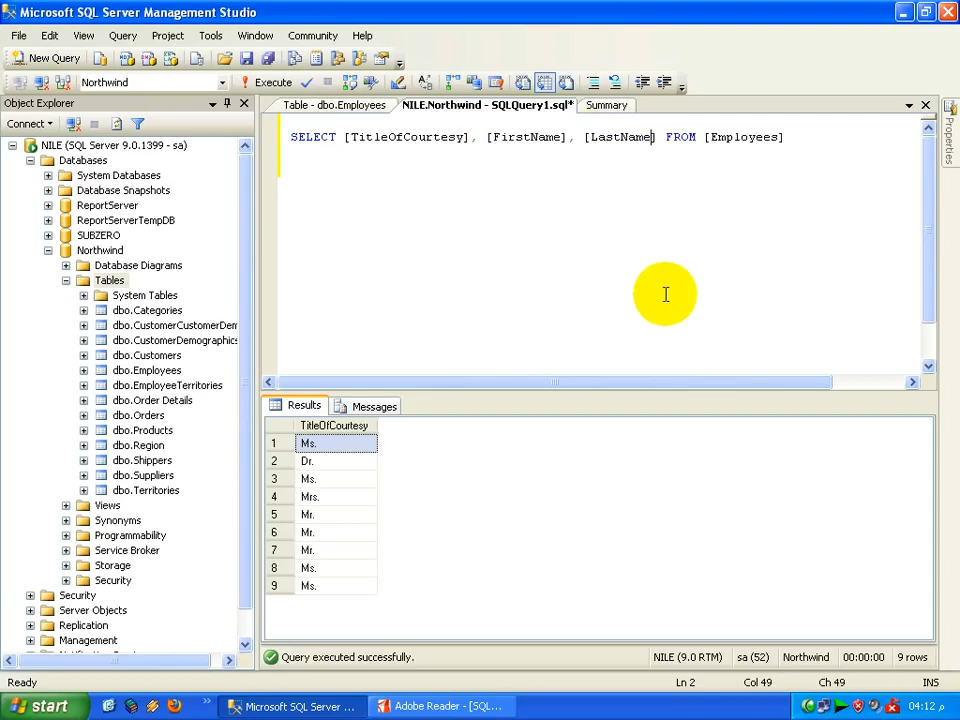 Microsoft SQL Server Management Studio
File Edit View Query Project Tools Window Community Help
New Query
Northwind Execute
Object Explorer
Table - dbo.Employees NILE.Northwind - SQLQuery1.sql* Summary
Connect
Properties
SELECT [TitleOfCourtesy], [FirstName], [LastName] FROM [Employees]
NILE (SQL Server 9.0.1399 - sa)
Databases
System Databases
Database Snapshots
ReportServer
ReportServerTempDB
SUBZERO
Northwind
Database Diagrams
Tables
System Tables
dbo.Categories
dbo.CustomerCustomerDem
dbo.CustomerDemographics
dbo.Customers
dbo.Employees
dbo.EmployeeTerritories
dbo.Order Details
dbo.Orders
dbo.Products
dbo.Region
dbo.Shippers
dbo.Suppliers
dbo.Territories
Views
Synonyms
Programmability
Service Broker
Storage
Security
Security
Server Objects
Replication
Management
Results Messages
TitleOfCourtesy
1 Ms.
2 Dr.
3 Ms.
4 Mrs.
5 Mr.
6 Mr.
7 Mr.
8 Ms.
9 Ms.
Query executed successfully. NILE (9.0 RTM) sa (52) Northwind 00:00:00 9 rows
Ready Ln 2 Col 49 Ch 49 INS
start Microsoft SQL Server ... Adobe Reader - [SQL... 04:12 م